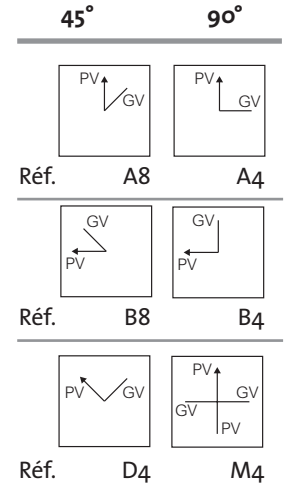 45° 90°
PV PV
GV GV
Réf. A8 A4
GV GV
PV PV
Réf. B8 B4
PV
PV GV GV
GV
PV
Réf. D4 M4